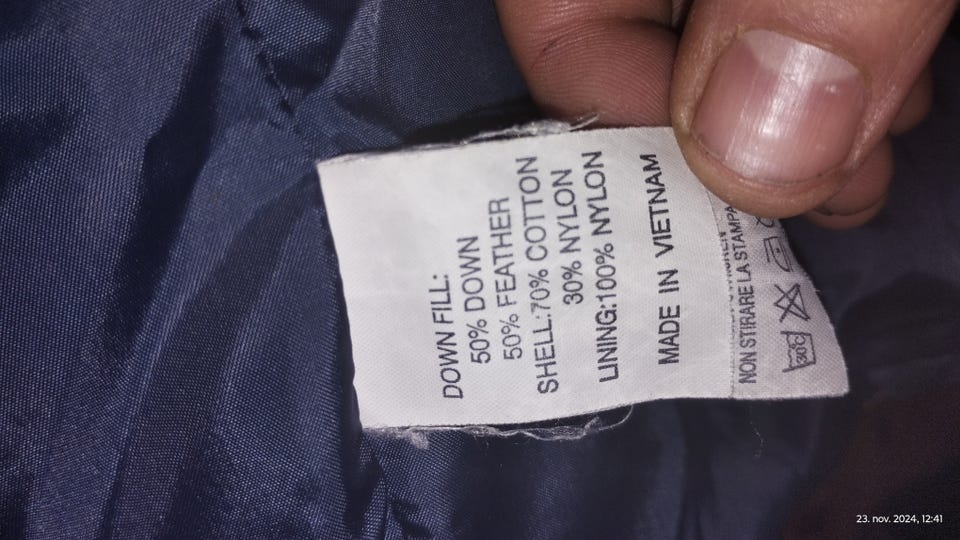 DOWN FILL:
50% DOWN
50% FEATHER
SHELL:70% COTTON
30% NYLON
LINING:100% NYLON
MADE IN VIETNAM
NON STIRARE LA STAMPA
30°C
23. nov. 2024, 12:41